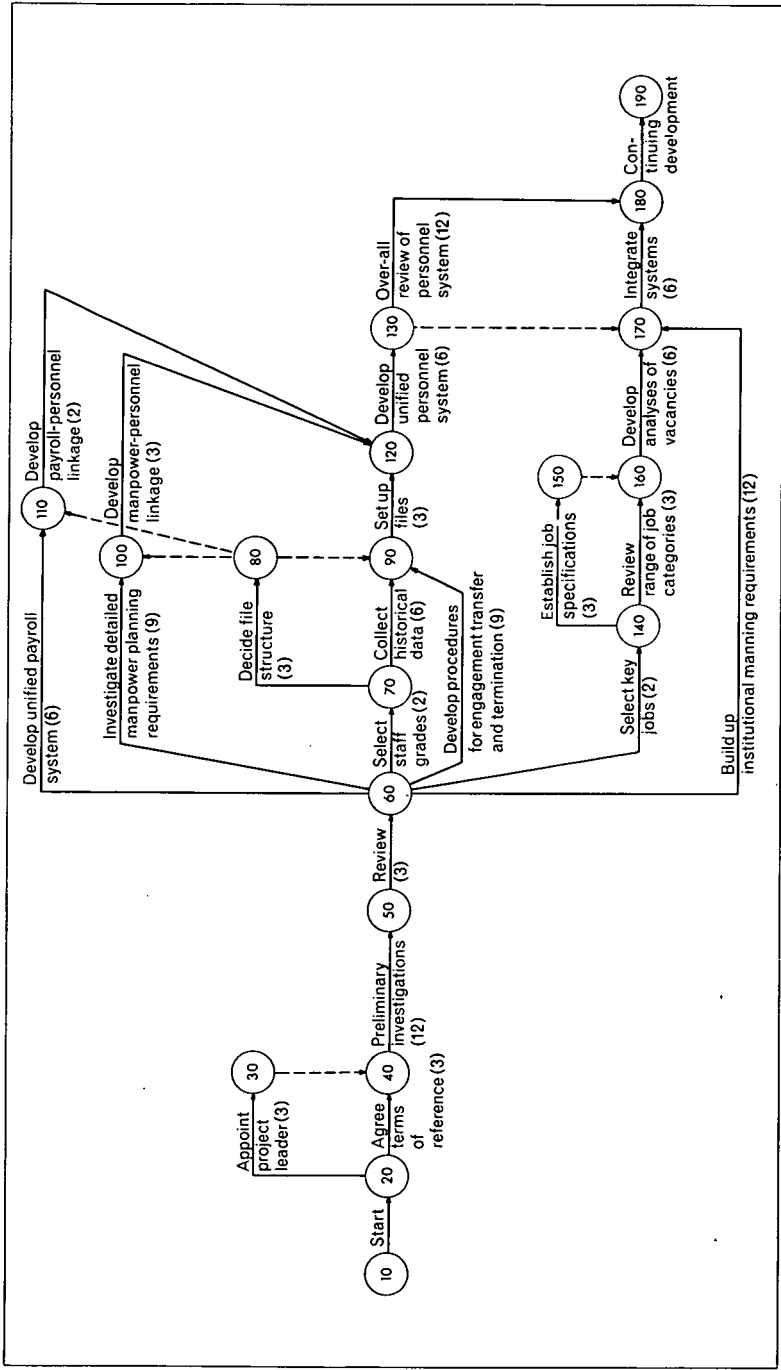 10
Start
20
Appoint
project
leader (3)
30
Agree
terms
of
reference (3)
40
Preliminary
investigations
(12)
50
Review
(3)
60
Develop unified payroll
system (6)
110
Develop
payroll-personnel
linkage (2)
Investigate detailed
manpower planning
requirements (9)
100
Develop
manpower-personnel
linkage (3)
Select
staff
grades (2)
70
Decide file
structure
(3)
80
Collect
historical
data (6)
90
Set up
files
(3)
120
Develop
unified
personnel
system (6)
130
Over-all
review of
personnel
system (12)
Develop procedures
for engagement transfer
and termination (9)
Select key
jobs (2)
140
Establish job
specifications
(3)
150
Review
range of job
categories (3)
160
Develop
analyses of
vacancies (6)
170
Integrate
systems
(6)
180
Con-
tinuing
development
190
Build up
institutional manning requirements (12)